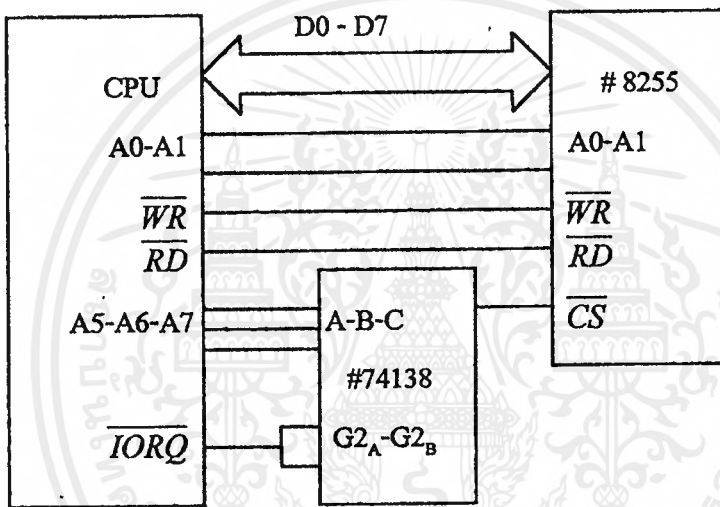 D0 - D7
CPU
# 8255
A0-A1
A0-A1
WR
WR
RD
RD
A5-A6-A7
A-B-C
CS
#74138
IORQ
G2A-G2B